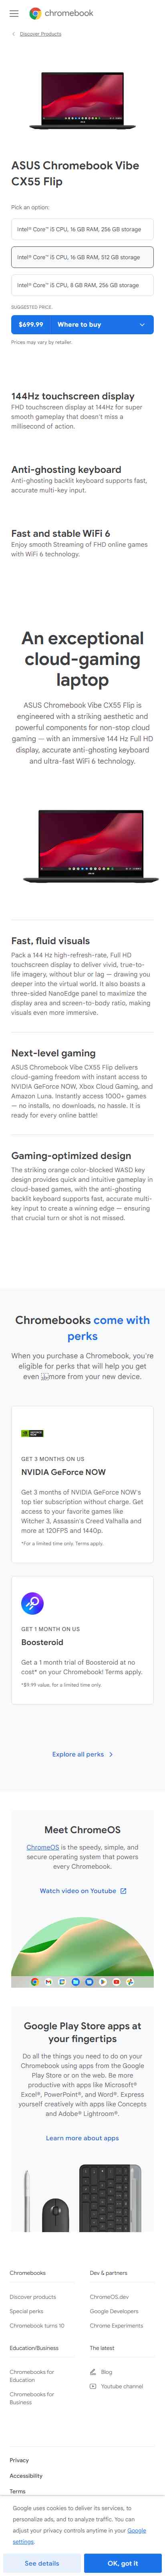 chromebook
Discover Products
ASUS Chromebook Vibe
CX55 Flip
Pick an option:
Intel® Core™ i5 CPU, 16 GB RAM, 256 GB storage
Intel® Core™ i5 CPU, 16 GB RAM, 512 GB storage
Intel® Core™ i5 CPU, 8 GB RAM, 256 GB storage
SUGGESTED PRICE
$699.99 Where to buy
Prices may vary by retailer.
144Hz touchscreen display
FHD touchscreen display at 144Hz for super
smooth gameplay that doesn't miss a
millisecond of action.
Anti-ghosting keyboard
Anti-ghosting backlit keyboard supports fast,
accurate multi-key input.
Fast and stable WiFi 6
Enjoy smooth Streaming of FHD online games
with WiFi 6 technology.
An exceptional
cloud-gaming
laptop
ASUS Chromebook Vibe CX55 Flip is
engineered with a striking aesthetic and
powerful components for non-stop cloud
gaming — with an immersive 144 Hz Full HD
display, accurate anti-ghosting keyboard
and ultra-fast WiFi 6 technology.
Fast, fluid visuals
Pack a 144 Hz high-refresh-rate, Full HD
touchscreen display to deliver vivid, true-to-
life imagery, without blur or lag — drawing you
deeper into the virtual world. It also boasts a
three-sided NanoEdge panel to maximize the
display area and screen-to-body ratio, making
visuals even more immersive.
Next-level gaming
ASUS Chromebook Vibe CX55 Flip delivers
cloud-gaming freedom with instant access to
NVIDIA GeForce NOW, Xbox Cloud Gaming, and
Amazon Luna. Instantly access 1000+ games
— no installs, no downloads, no hassle. It is
ready for every online battle!
Gaming-optimized design
The striking orange color-blocked WASD key
design provides quick and intuitive gameplay in
cloud-based games, with the anti-ghosting
backlit keyboard supports fast, accurate multi-
key input to create a winning edge — ensuring
that crucial turn or shot is not missed.
Chromebooks come with
perks
When you purchase a Chromebook, you're
eligible for perks that will help you get
more from your new device.
GET 3 MONTHS ON US
NVIDIA GeForce NOW
Get 3 months of NVIDIA GeForce NOW's
top tier subscription without being charged. Get
access to your favorite games like
Witcher 3, Assassin's Creed Valhalla and
more at 120FPS and 1440p.
*For a limited time only. Terms apply.
GET 1 MONTH ON US
Boosteroid
Get a 1 month trial of Boosteroid at no
cost* on your Chromebook! Terms apply.
*$9.99 value, for a limited time only.
Explore all perks
Meet ChromeOS
ChromeOS is the speedy, simple, and
secure operating system that powers
every Chromebook.
Watch video on Youtube
Google Play Store apps at
your fingertips
Do all the things you need to do on your
Chromebook using apps from the Google
Play Store or on the web. Be more
productive with apps like Microsoft®
Excel®, PowerPoint®, and Word®. Express
yourself creatively with apps like Concepts
and Adobe® Lightroom®.
Learn more about apps
Chromebooks
Discover products
Special perks
Chromebook turns 10
Dev & partners
ChromeOS.dev
Google Developers
Chrome Experiments
Education/Business
Chromebooks for
Education
Chromebooks for
Business
The latest
Blog
Youtube channel
Privacy
Accessibility
Terms
Google uses cookies to deliver its services, to
personalize ads, and to analyze traffic. You can
adjust your privacy controls anytime in your Google
settings.
See details
OK, got it